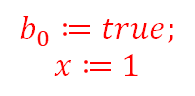 b₀ ≔ true;
x ≔ 1